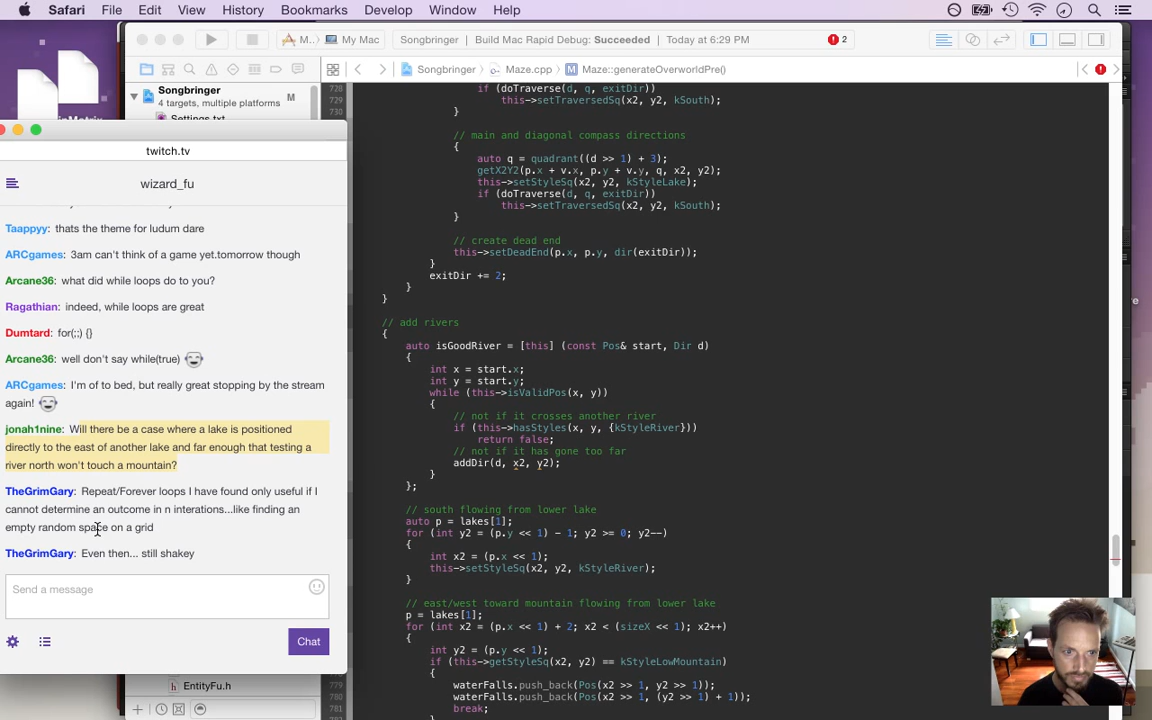 Safari File Edit View History Bookmarks Develop Window Help
M... My Mac
Songbringer Build Mac Rapid Debug: Succeeded Today at 6:29 PM
2
Songbringer Maze.cpp M Maze::generateOverworldPre()
Songbringer
M
4 targets, multiple platforms
Settings.txt
twitch.tv
wizard_fu
Taappyy: thats the theme for ludum dare
ARCgames: 3am can't think of a game yet.tomorrow though
Arcane36: what did while loops do to you?
Ragathian: indeed, while loops are great
Dumtard: for(;;) {}
Arcane36: well don't say while(true)
ARCgames: I'm of to bed, but really great stopping by the stream
again!
jonah1nine: Will there be a case where a lake is positioned
directly to the east of another lake and far enough that testing a
river north won't touch a mountain?
TheGrimGary: Repeat/Forever loops I have found only useful if I
cannot determine an outcome in n interations...like finding an
empty random space on a grid
TheGrimGary: Even then... still shakey
Send a message
Chat
EntityFu.h
728 if (doTraverse(d, q, exitDir))
729 this->setTraversedSq(x2, y2, kSouth);
730 }
// main and diagonal compass directions
{
auto q = quadrant((d >> 1) + 3);
getX2Y2(p.x + v.x, p.y + v.y, q, x2, y2);
this->setStyleSq(x2, y2, kStyleLake);
if (doTraverse(d, q, exitDir))
this->setTraversedSq(x2, y2, kSouth);
}
// create dead end
this->setDeadEnd(p.x, p.y, dir(exitDir));
}
exitDir += 2;
}
}
// add rivers
{
auto isGoodRiver = [this] (const Pos& start, Dir d)
{
int x = start.x;
int y = start.y;
while (this->isValidPos(x, y))
{
// not if it crosses another river
if (this->hasStyles(x, y, {kStyleRiver}))
return false;
// not if it has gone too far
addDir(d, x2, y2);
}
};
// south flowing from lower lake
auto p = lakes[1];
for (int y2 = (p.y << 1) - 1; y2 >= 0; y2--)
{
int x2 = (p.x << 1);
this->setStyleSq(x2, y2, kStyleRiver);
}
// east/west toward mountain flowing from lower lake
p = lakes[1];
for (int x2 = (p.x << 1) + 2; x2 < (sizeX << 1); x2++)
{
int y2 = (p.y << 1);
if (this->getStyleSq(x2, y2) == kStyleLowMountain)
{
779 waterFalls.push_back(Pos(x2 >> 1, y2 >> 1));
780 waterFalls.push_back(Pos(x2 >> 1, (y2 >> 1) + 1));
781 break;